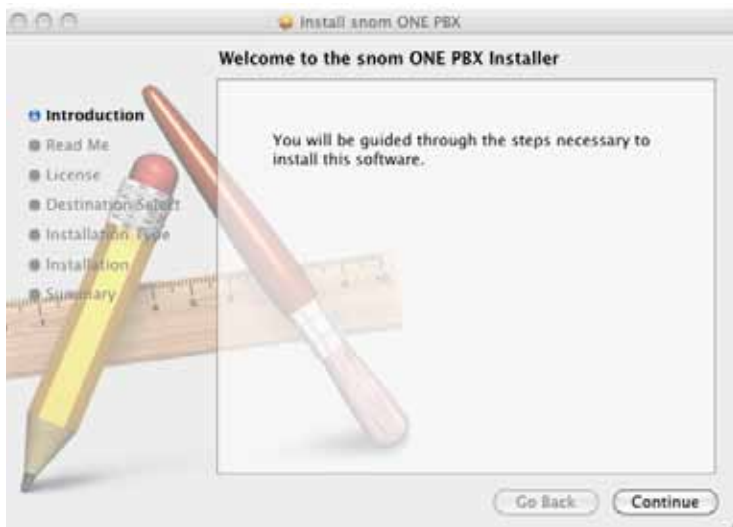 Install snom ONE PBX
Welcome to the snom ONE PBX Installer
Introduction
Read Me
License
Destination Select
Installation Type
Installation
Summary
You will be guided through the steps necessary to
install this software.
Go Back
Continue